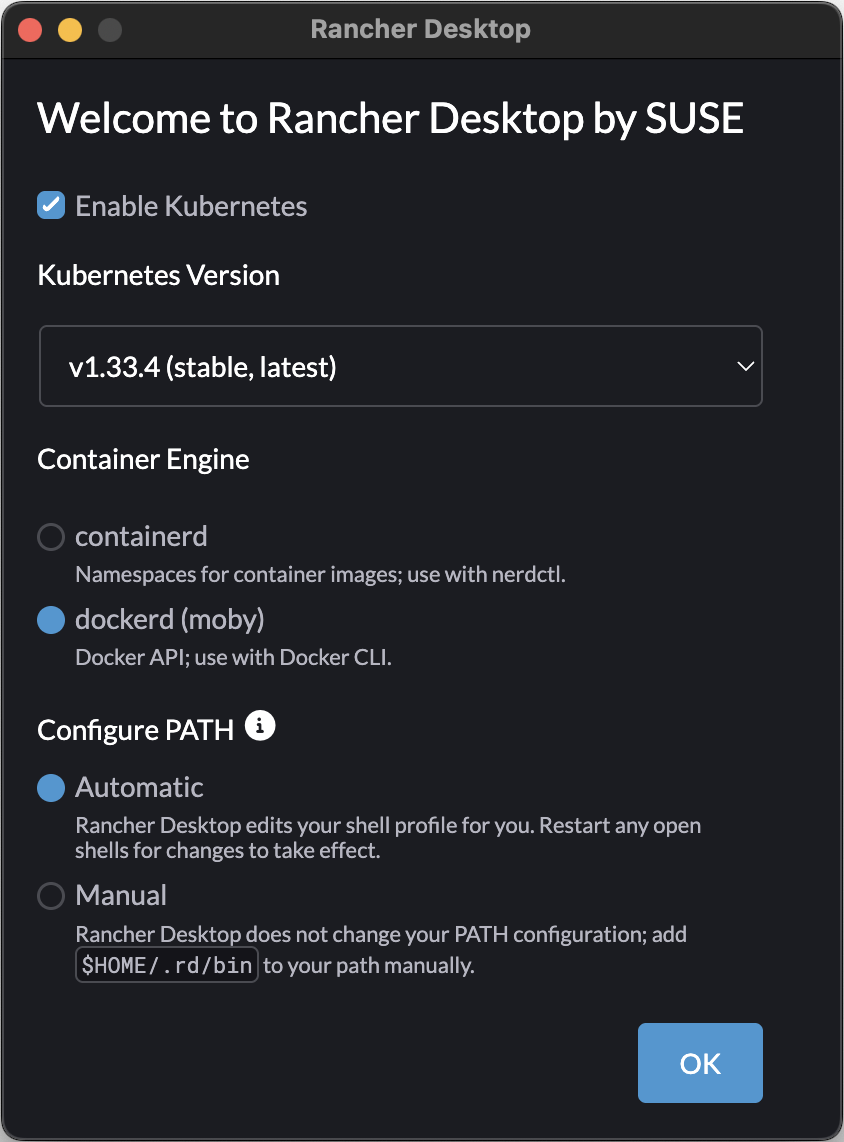 Rancher Desktop
Welcome to Rancher Desktop by SUSE
Enable Kubernetes
Kubernetes Version
v1.33.4 (stable, latest)
Container Engine
containerd
Namespaces for container images; use with nerdctl.
dockerd (moby)
Docker API; use with Docker CLI.
Configure PATH
Automatic
Rancher Desktop edits your shell profile for you. Restart any open
shells for changes to take effect.
Manual
Rancher Desktop does not change your PATH configuration; add
$HOME/.rd/bin to your path manually.
OK